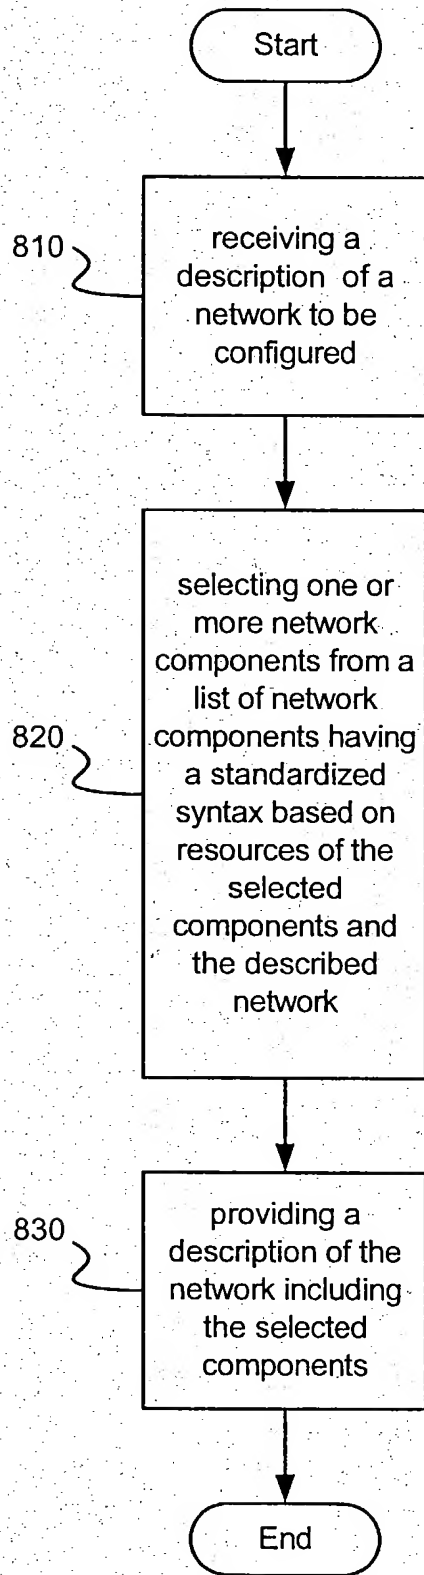 Start
810
receiving a
description of a
network to be
configured
820
selecting one or
more network
components from a
list of network
components having
a standardized
syntax based on
resources of the
selected
components and
the described
network
830
providing a
description of the
network including
the selected
components
End